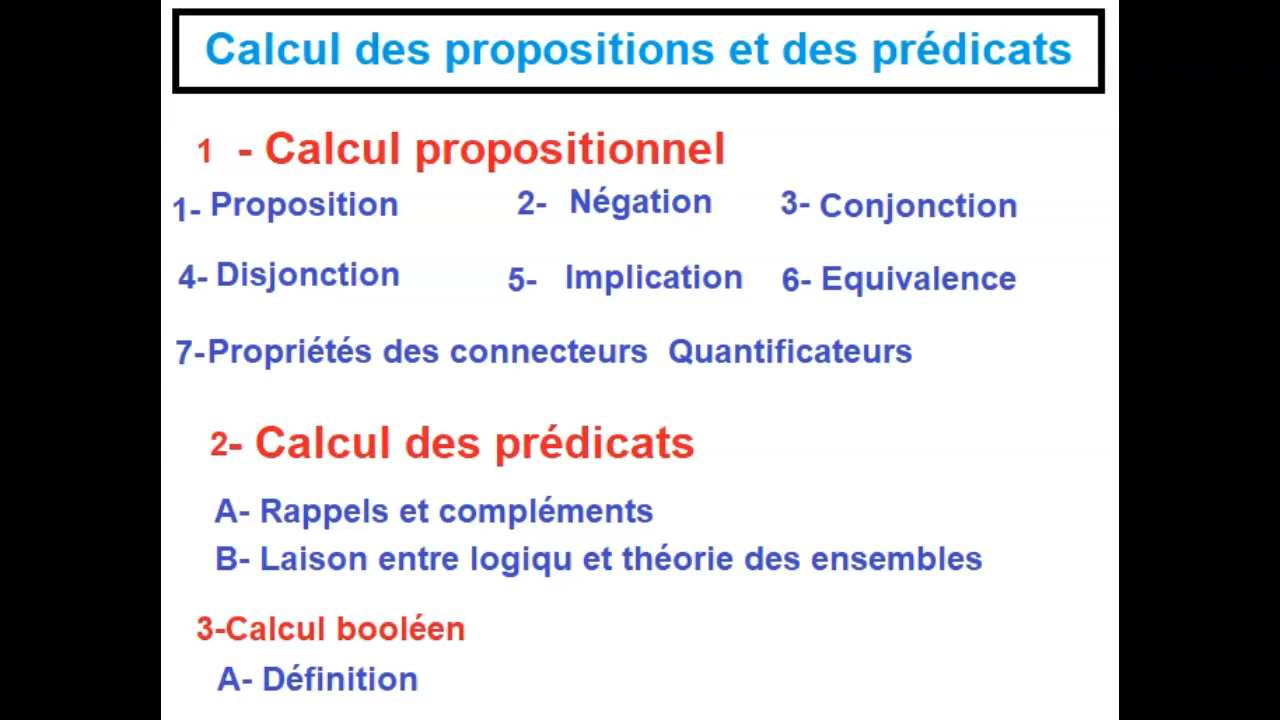 Calcul des propositions et des prédicats
1 - Calcul propositionnel
1- Proposition 2- Négation 3- Conjonction
4- Disjonction 5- Implication 6- Equivalence
7-Propriétés des connecteurs Quantificateurs
2- Calcul des prédicats
A- Rappels et compléments
B- Laison entre logiqu et théorie des ensembles
3-Calcul booléen
A- Définition